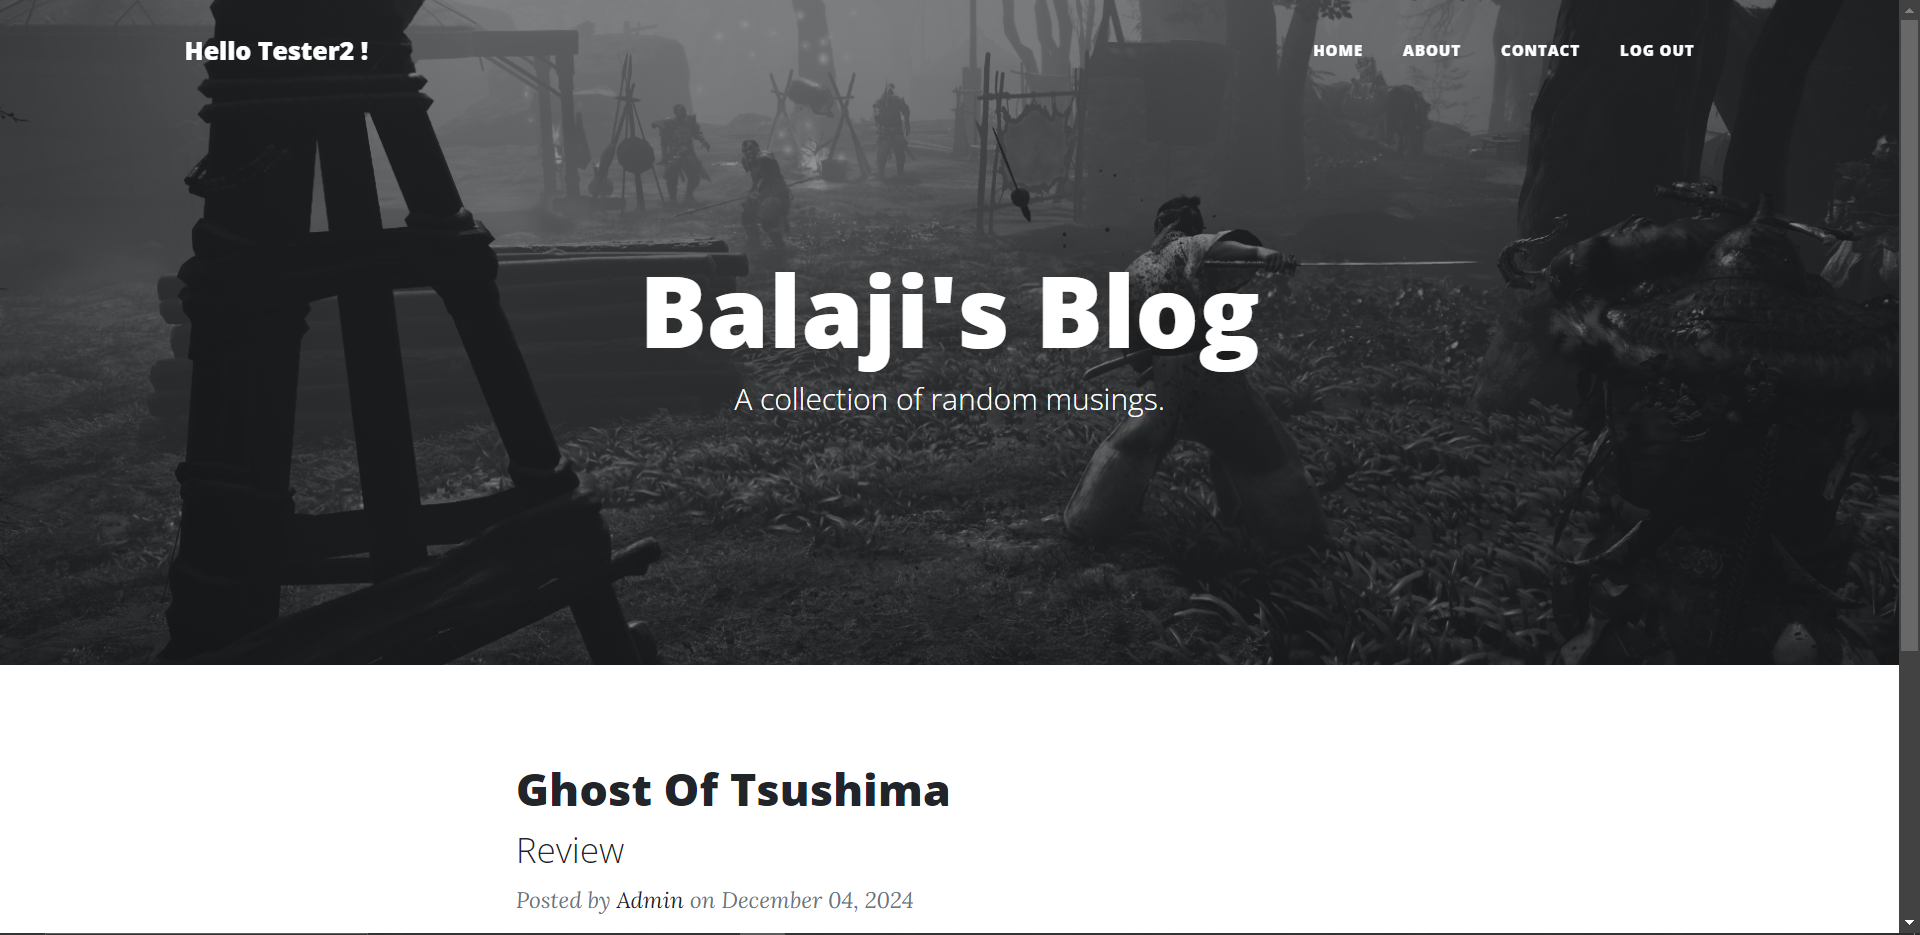 Hello Tester2 !
HOME ABOUT CONTACT LOG OUT
Balaji's Blog
A collection of random musings.
Ghost Of Tsushima
Review
Posted by Admin on December 04, 2024